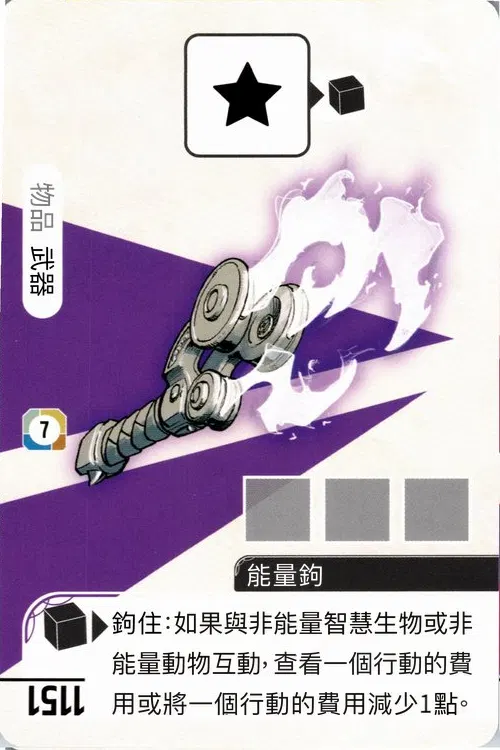 物品 武器
7
能量鉤
鉤住：如果與非能量智慧生物或非
能量動物互動，查看一個行動的費
用或將一個行動的費用減少1點。
1151